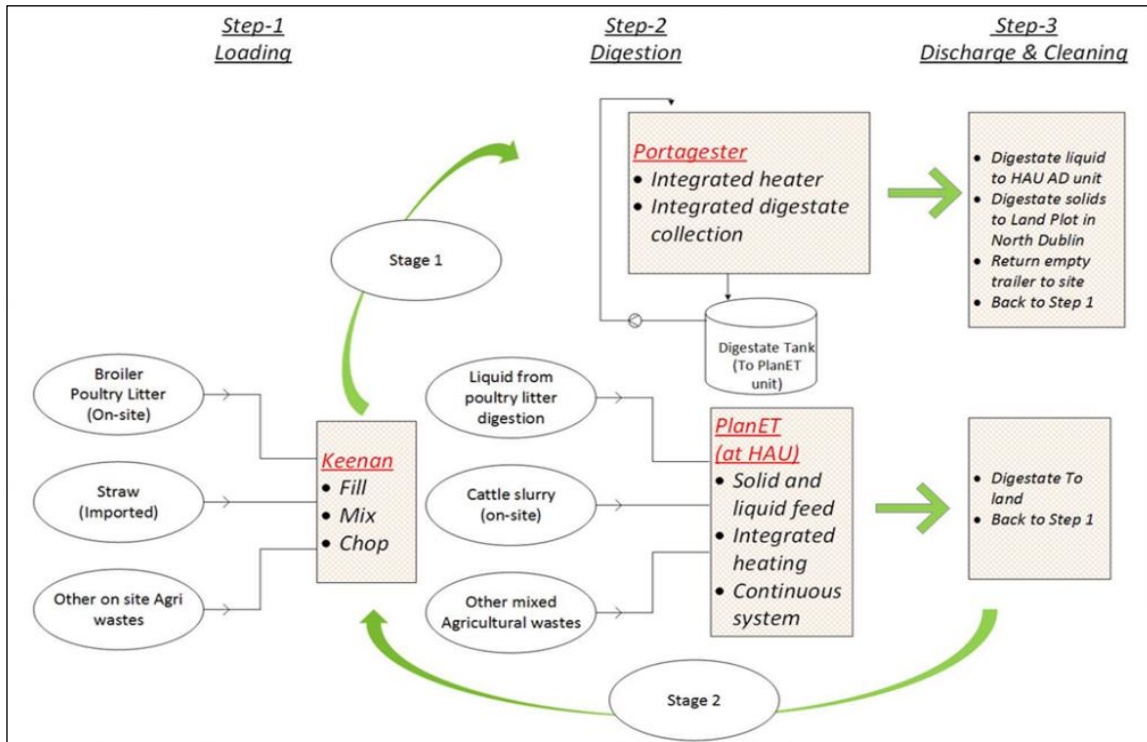 Step-1
Loading
Step-2
Digestion
Step-3
Discharge & Cleaning
Portagester
• Integrated heater
• Integrated digestate
collection
• Digestate liquid
to HAU AD unit
• Digestate solids
to Land Plot in
North Dublin
• Return empty
trailer to site
• Back to Step 1
Stage 1
Digestate Tank
(To PlanET
unit)
Broiler
Poultry Litter
(On-site)
Straw
(Imported)
Other on site Agri
wastes
Keenan
• Fill
• Mix
• Chop
Liquid from
poultry litter
digestion
Cattle slurry
(on-site)
Other mixed
Agricultural wastes
PlanET
(at HAU)
• Solid and
liquid feed
• Integrated
heating
• Continuous
system
• Digestate To
land
• Back to Step 1
Stage 2